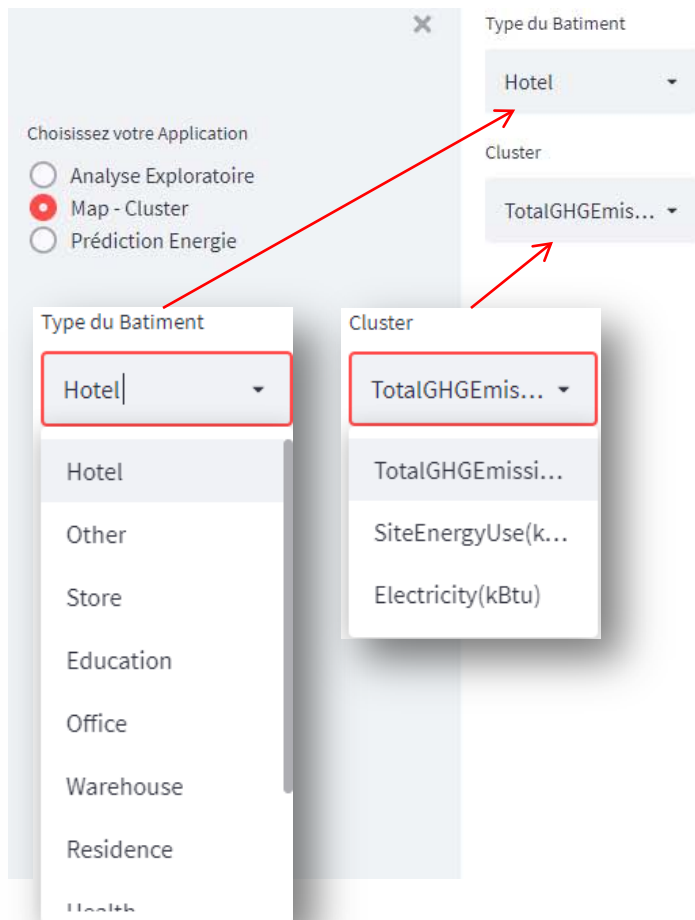 Type du Batiment
Hotel
Cluster
TotalGHGEmis...
Choisissez votre Application
Analyse Exploratoire
Map - Cluster
Prédiction Energie
Type du Batiment
Hotel
Hotel
Other
Store
Education
Office
Warehouse
Residence
Health
Cluster
TotalGHGEmis...
TotalGHGEmissi...
SiteEnergyUse(k...
Electricity(kBtu)